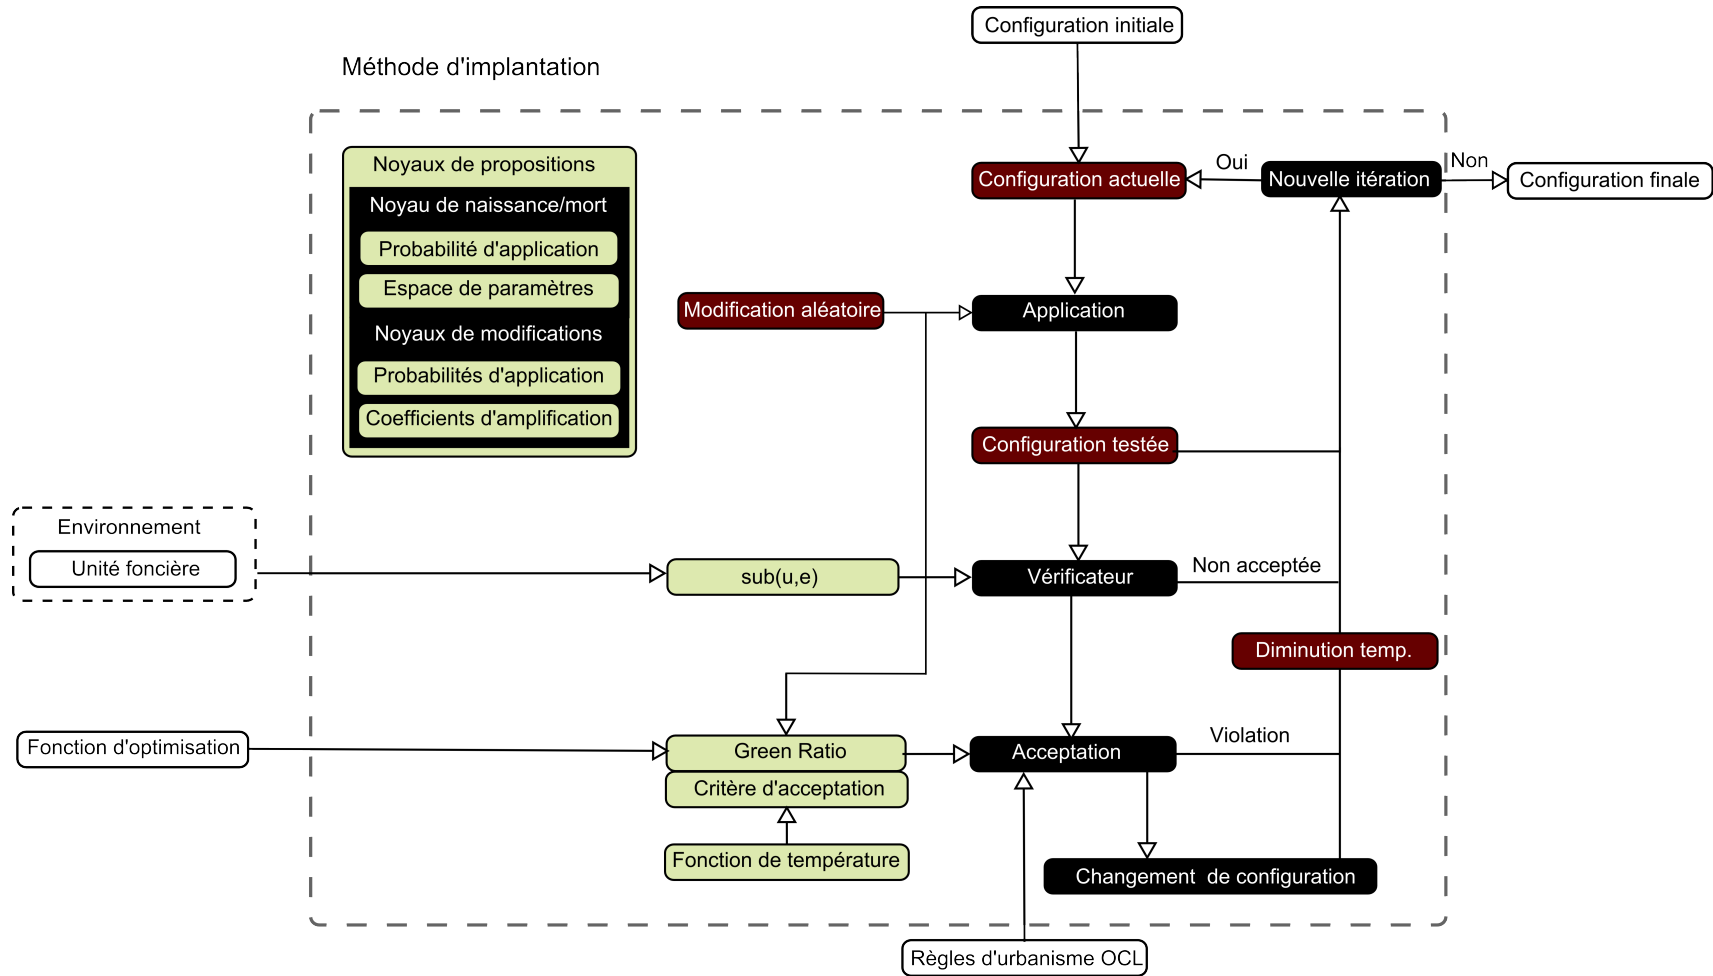 Configuration initiale
Méthode d'implantation
Noyaux de propositions
Noyau de naissance/mort
Probabilité d'application
Espace de paramètres
Noyaux de modifications
Probabilités d'application
Coefficients d'amplification
Configuration actuelle
Oui
Nouvelle itération
Non
Configuration finale
Modification aléatoire
Application
Configuration testée
Environnement
Unité foncière
sub(u,e)
Vérificateur
Non acceptée
Diminution temp.
Fonction d'optimisation
Green Ratio
Critère d'acceptation
Fonction de température
Acceptation
Violation
Changement de configuration
Règles d'urbanisme OCL